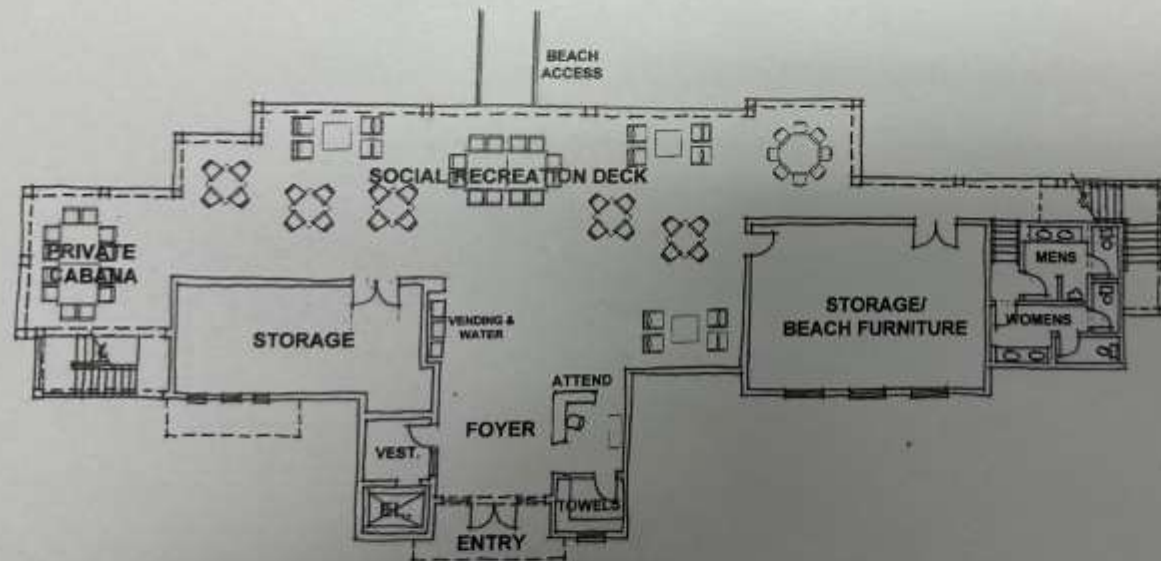 BEACH
ACCESS
SOCIAL RECREATION DECK
PRIVATE
CABANA
MENS
STORAGE/
BEACH FURNITURE
WOMENS
VENDING &
WATER
STORAGE
ATTEND
FOYER
VEST.
EL.
TOWELS
ENTRY